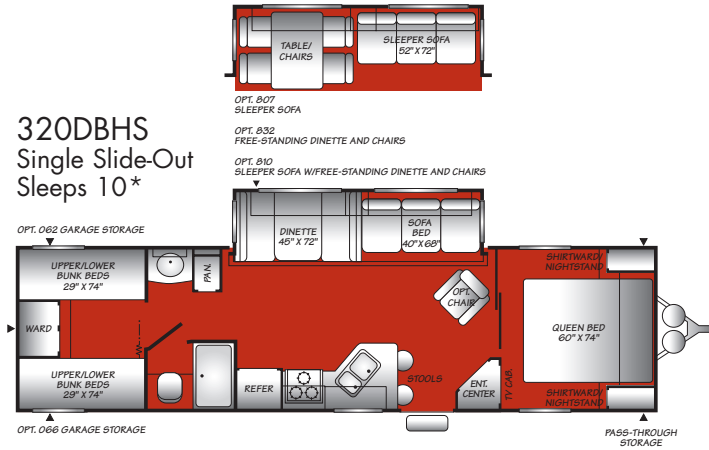 TABLE/
CHAIRS
SLEEPER SOFA
52" X 72"
OPT. 807
SLEEPER SOFA
OPT. 832
FREE-STANDING DINETTE AND CHAIRS
OPT. 810
SLEEPER SOFA W/FREE-STANDING DINETTE AND CHAIRS
320DBHS
Single Slide-Out
Sleeps 10*
OPT. 062 GARAGE STORAGE
UPPER/LOWER
BUNK BEDS
29" X 74"
PAN.
DINETTE
45" X 72"
SOFA
BED
40" X 68"
SHIRTWARD/
NIGHTSTAND
OPT.
CHAIR
WARD
QUEEN BED
60" X 74"
UPPER/LOWER
BUNK BEDS
29" X 74"
REFER
STOOLS
ENT.
CENTER
TV CAB.
SHIRTWARD/
NIGHTSTAND
OPT. 066 GARAGE STORAGE
PASS-THROUGH
STORAGE